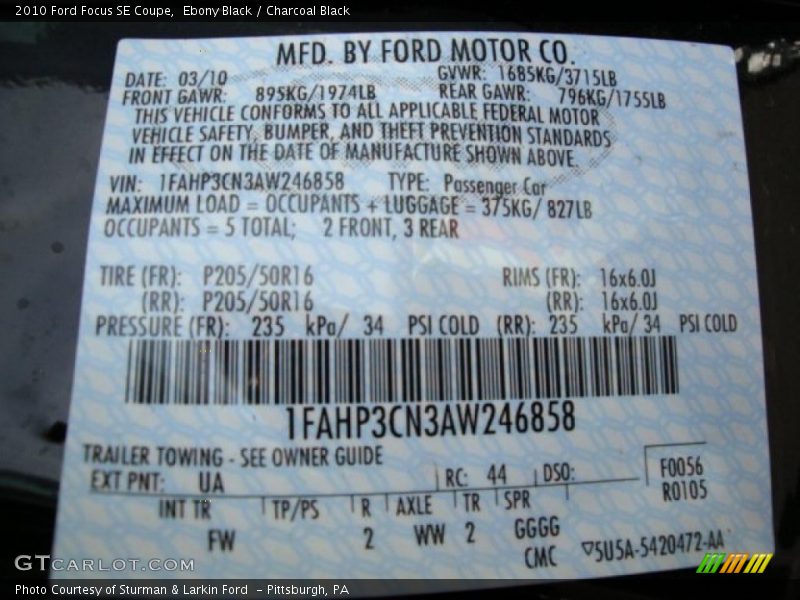 2010 Ford Focus SE Coupe, Ebony Black / Charcoal Black
MFD. BY FORD MOTOR CO.
DATE: 03/10 GVWR: 1685KG/3715LB
FRONT GAWR: 895KG/1974LB REAR GAWR: 796KG/1755LB
THIS VEHICLE CONFORMS TO ALL APPLICABLE FEDERAL MOTOR
VEHICLE SAFETY, BUMPER, AND THEFT PREVENTION STANDARDS
IN EFFECT ON THE DATE OF MANUFACTURE SHOWN ABOVE.
VIN: 1FAHP3CN3AW246858 TYPE: Passenger Car
MAXIMUM LOAD = OCCUPANTS + LUGGAGE = 375KG/ 827LB
OCCUPANTS = 5 TOTAL; 2 FRONT, 3 REAR
TIRE (FR): P205/50R16 RIMS (FR): 16x6.0J
(RR): P205/50R16 (RR): 16x6.0J
PRESSURE (FR): 235 kPa/ 34 PSI COLD (RR): 235 kPa/ 34 PSI COLD
1FAHP3CN3AW246858
TRAILER TOWING - SEE OWNER GUIDE
EXT PNT: UA RC: 44 DSO: F0056
R0105
INT TR TP/PS R AXLE TR SPR
FW 2 WW 2 GGGG
CMC ▽5U5A-5420472-AA
GTCARLOT.COM
Photo Courtesy of Sturman & Larkin Ford - Pittsburgh, PA